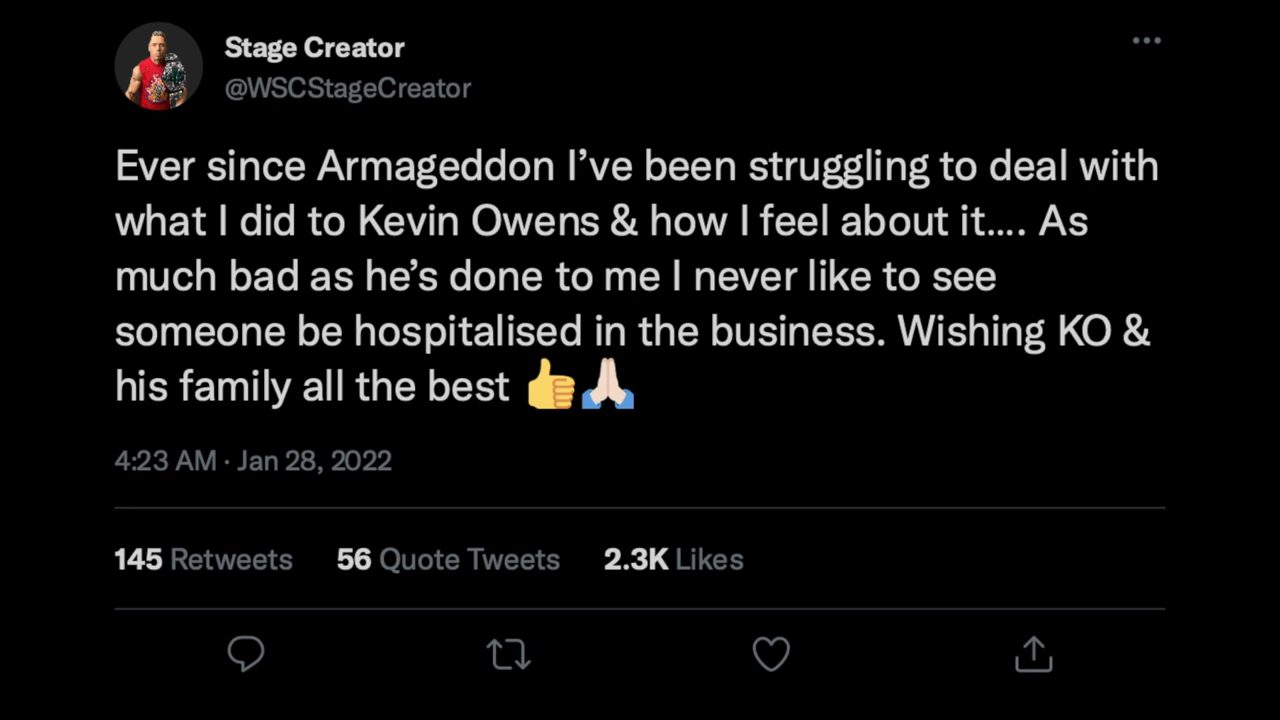 Stage Creator
@WSCStageCreator
Ever since Armageddon I’ve been struggling to deal with
what I did to Kevin Owens & how I feel about it.... As
much bad as he’s done to me I never like to see
someone be hospitalised in the business. Wishing KO &
his family all the best 👍🙏🏻
4:23 AM · Jan 28, 2022
145 Retweets 56 Quote Tweets 2.3K Likes